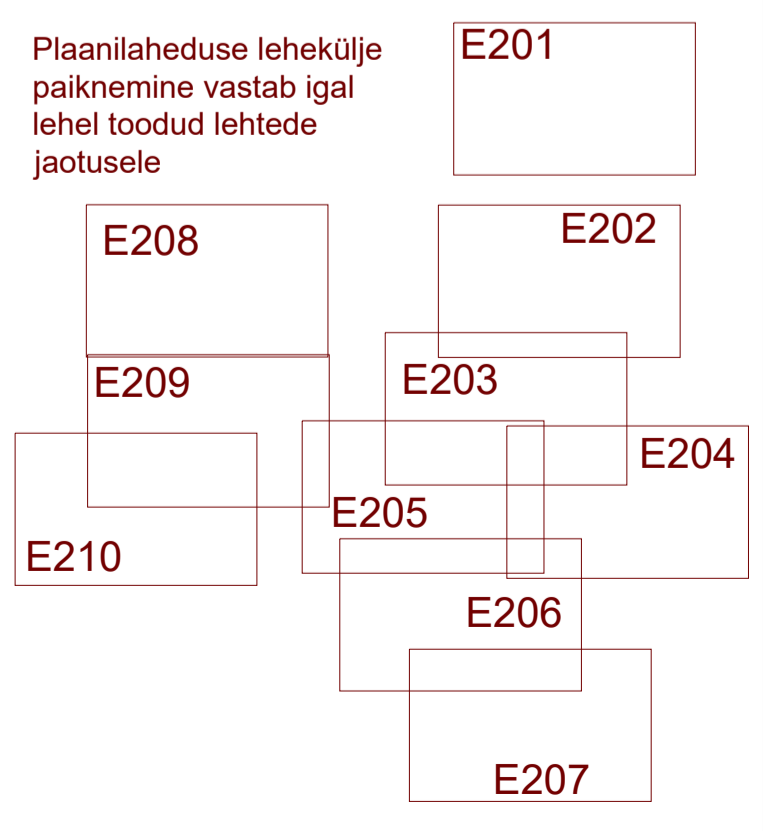 Plaanilaheduse lehekülje
paiknemine vastab igal
lehel toodud lehtede
jaotusele
E201
E208
E202
E209
E203
E204
E205
E210
E206
E207